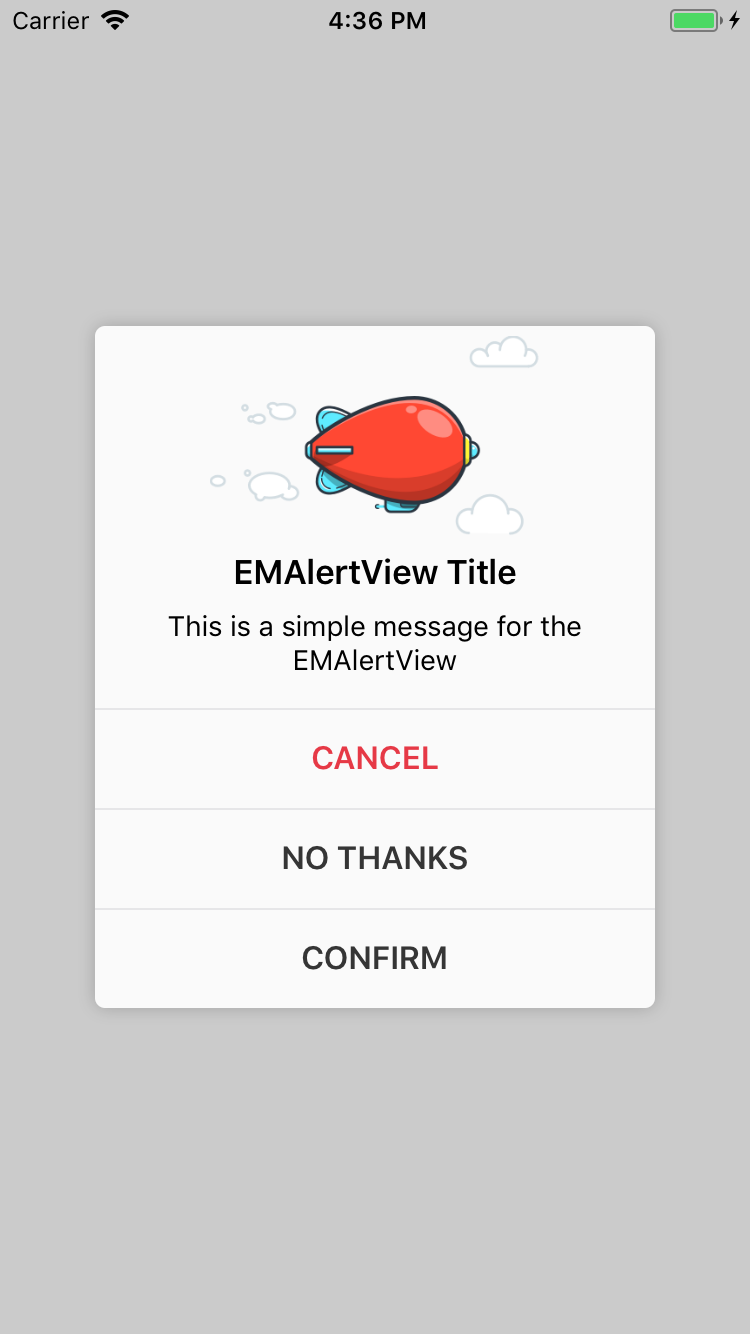 Carrier 4:36 PM
EMAlertView Title
This is a simple message for the
EMAlertView
CANCEL
NO THANKS
CONFIRM